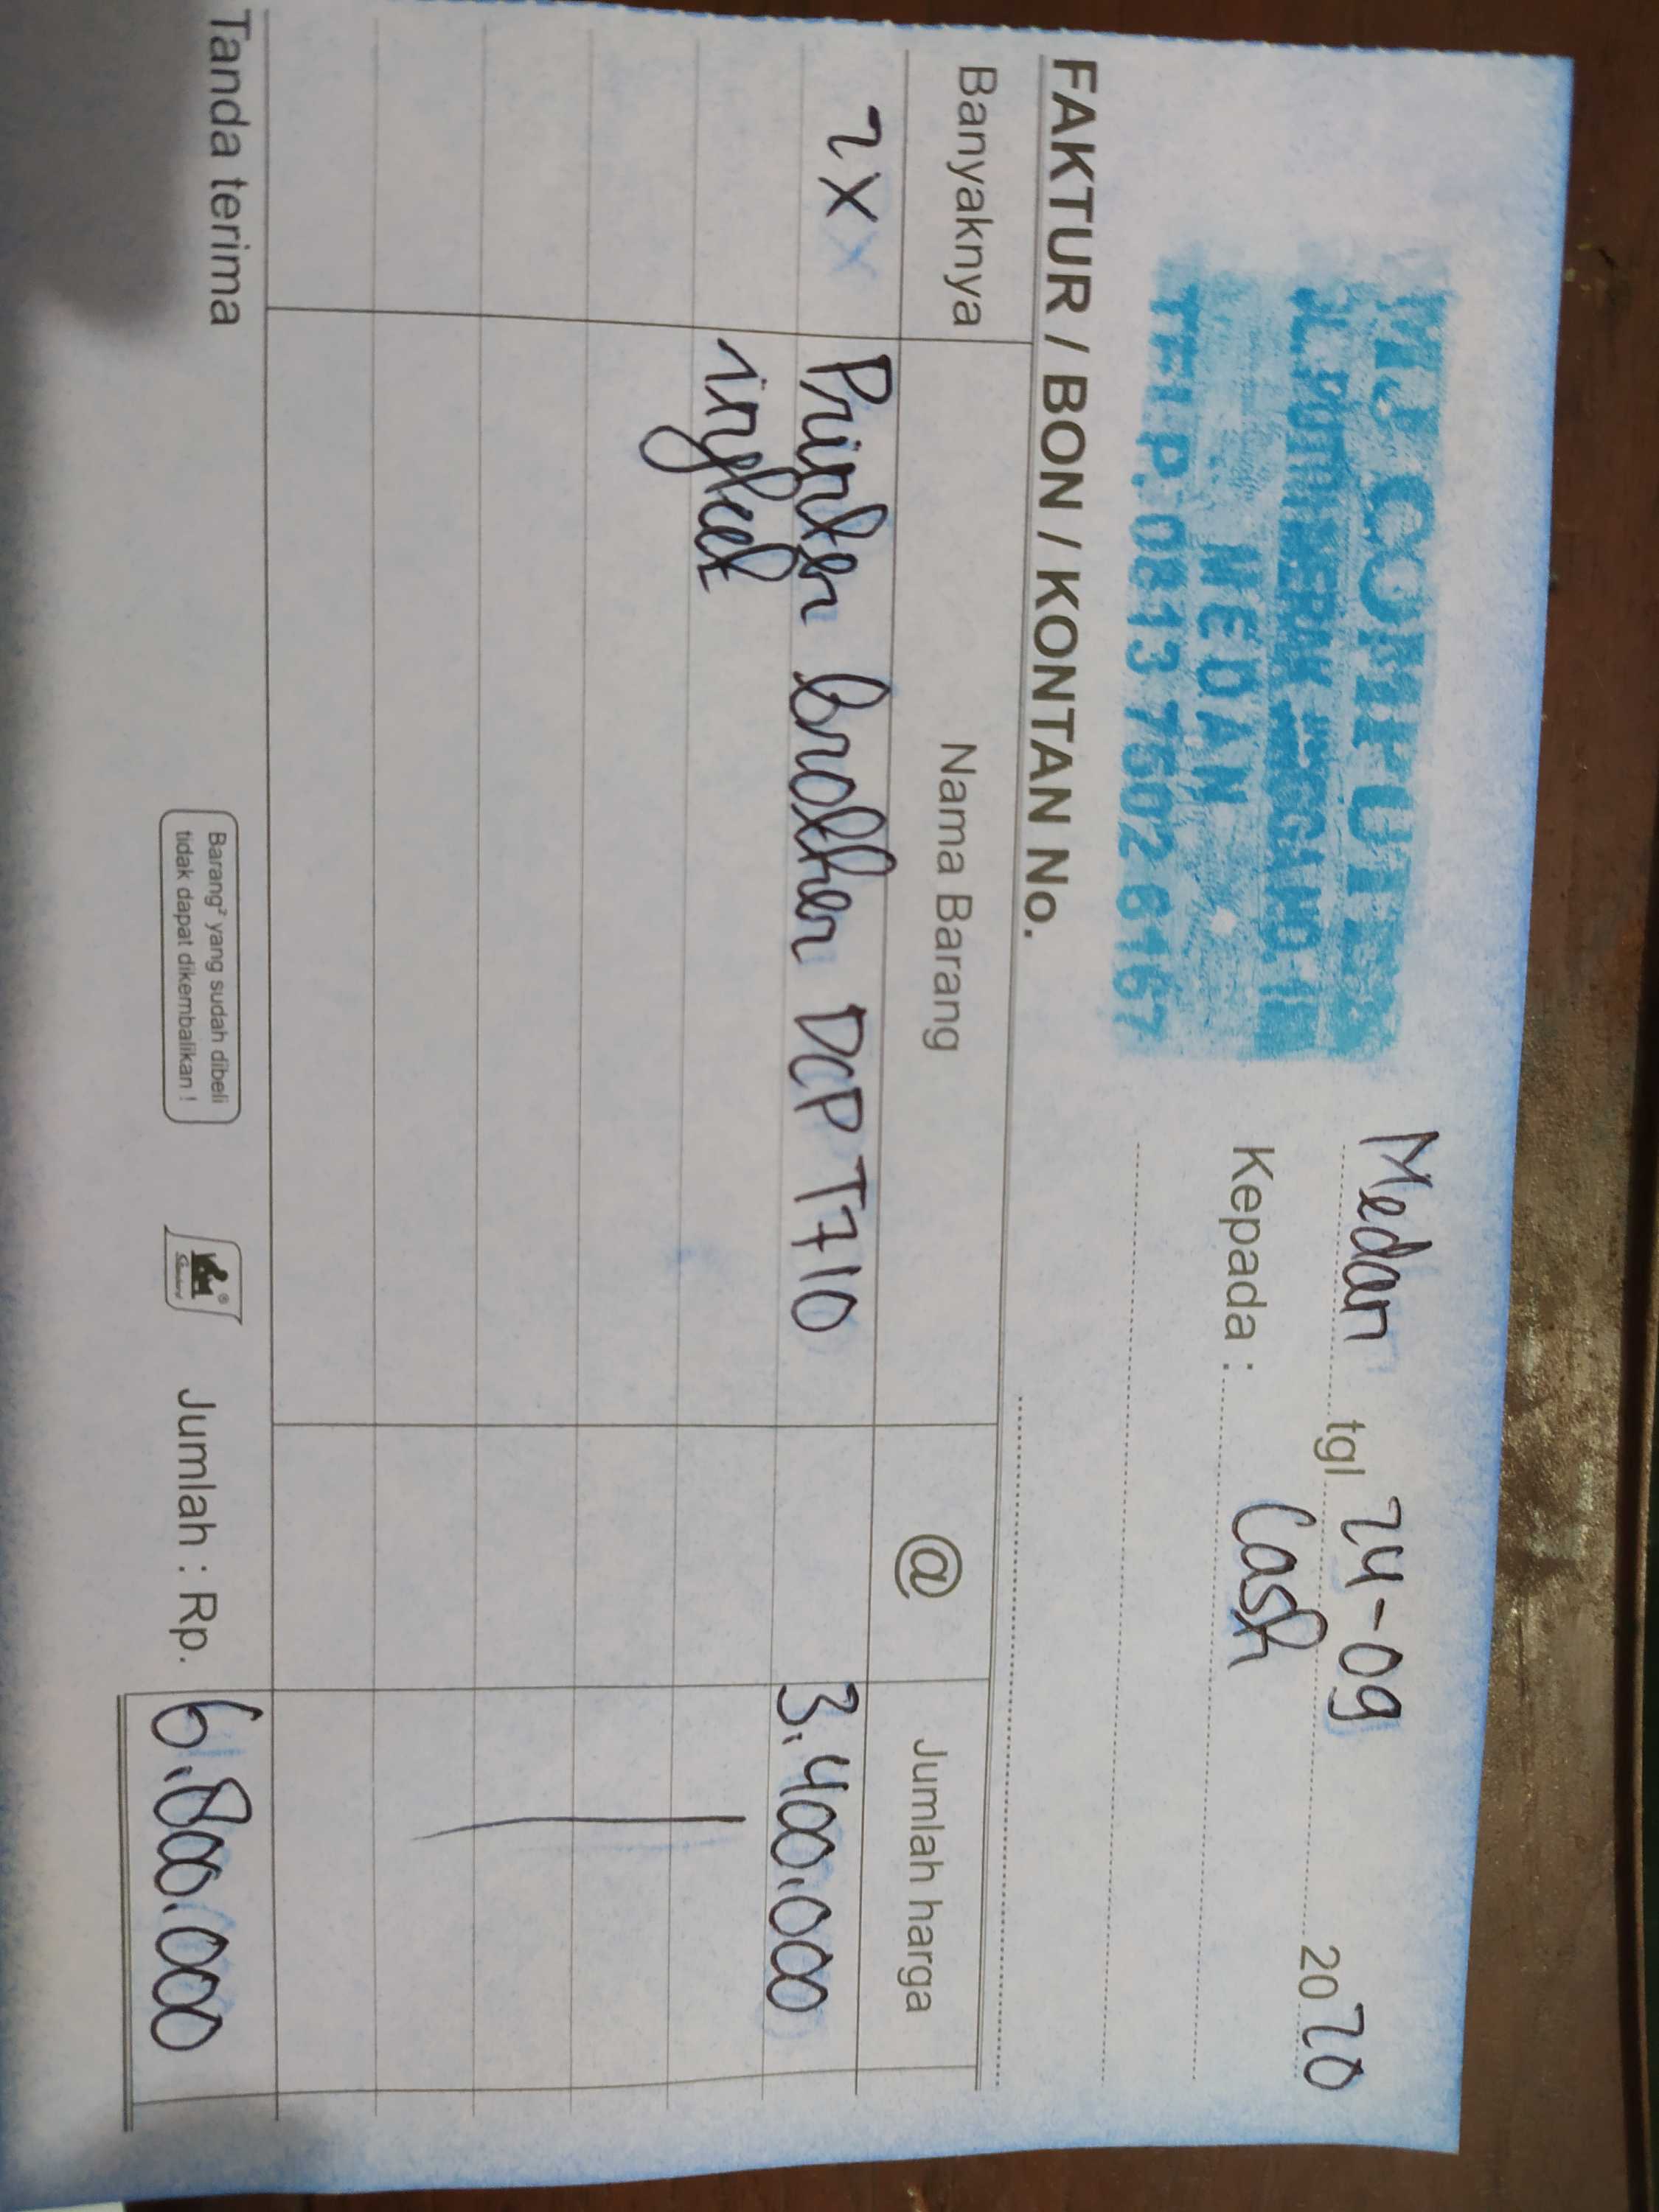 MJ COMPUTER
MEDAN
TELP. 0813 7602 6167
Medan tgl. 24-09 2020
Kepada : Cash
FAKTUR / BON / KONTAN No.
Banyaknya Nama Barang @ Jumlah harga
2X Printer Brother DCP T710 3.400.000
inkjet
Tanda terima
Barang² yang sudah dibeli
tidak dapat dikembalikan !
Jumlah : Rp. 6.800.000